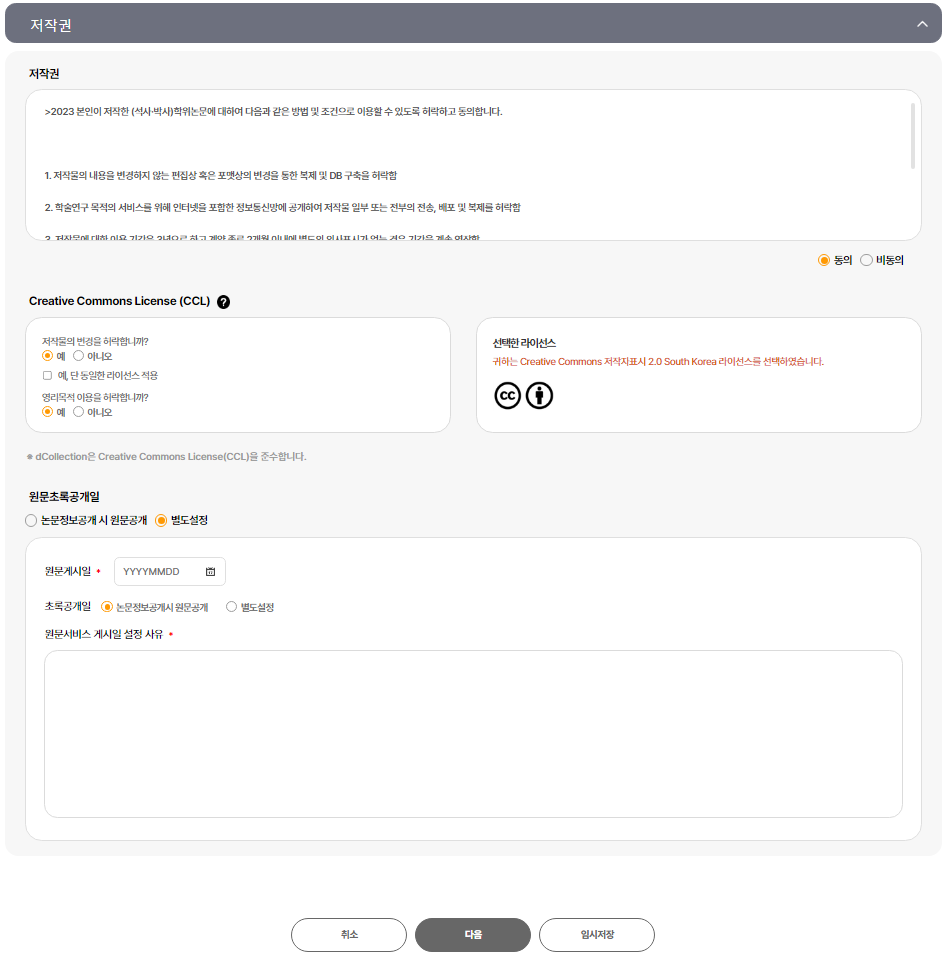 저작권
저작권
>2023 본인이 저작한 (석사·박사)학위논문에 대하여 다음과 같은 방법 및 조건으로 이용할 수 있도록 허락하고 동의합니다.
1. 저작물의 내용을 변경하지 않는 편집상 혹은 포맷상의 변경을 통한 복제 및 DB 구축을 허락함
2. 학술연구 목적의 서비스를 위해 인터넷을 포함한 정보통신망에 공개하여 저작물 일부 또는 전부의 전송, 배포 및 복제를 허락함
3. 저작물에 대한 이용 기간은 3년으로 하고 계약 종료 2개월 이내에 별도의 의사표시가 없는 경우 기간을 계속 연장함
동의 비동의
Creative Commons License (CCL) ?
저작물의 변경을 허락합니까?
예 아니오
예, 단 동일한 라이선스 적용
영리목적 이용을 허락합니까?
예 아니오
선택한 라이선스
귀하는 Creative Commons 저작자표시 2.0 South Korea 라이선스를 선택하였습니다.
cc
※ dCollection은 Creative Commons License(CCL)을 준수합니다.
원문초록공개일
논문정보공개 시 원문공개 별도설정
원문게시일 * YYYYMMDD
초록공개일 논문정보공개시 원문공개 별도설정
원문서비스 게시일 설정 사유 *
취소 다음 임시저장